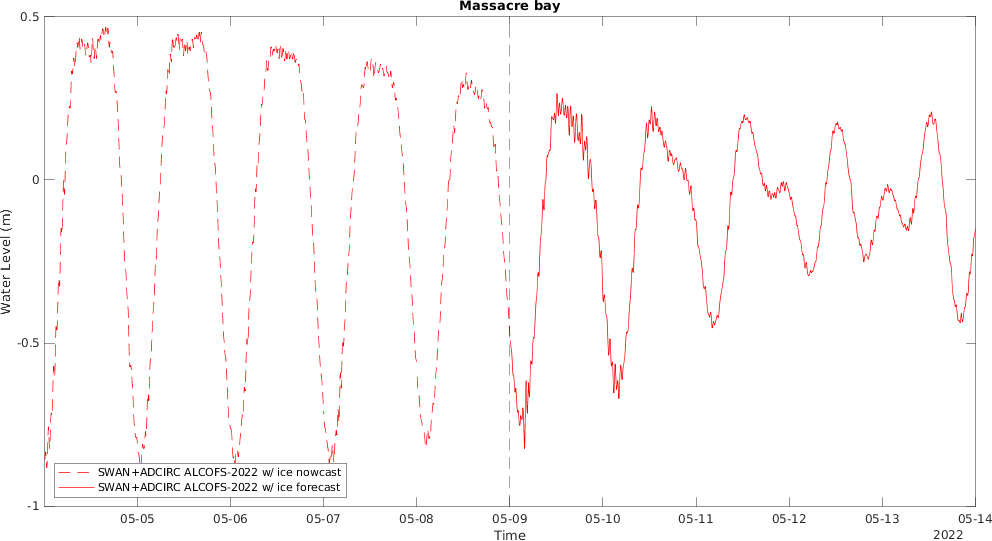 Massacre bay
0.5
0
-0.5
-1
Water Level (m)
SWAN+ADCIRC ALCOFS-2022 w/ ice nowcast
SWAN+ADCIRC ALCOFS-2022 w/ ice forecast
05-05 05-06 05-07 05-08 05-09 05-10 05-11 05-12 05-13 05-14
Time
2022